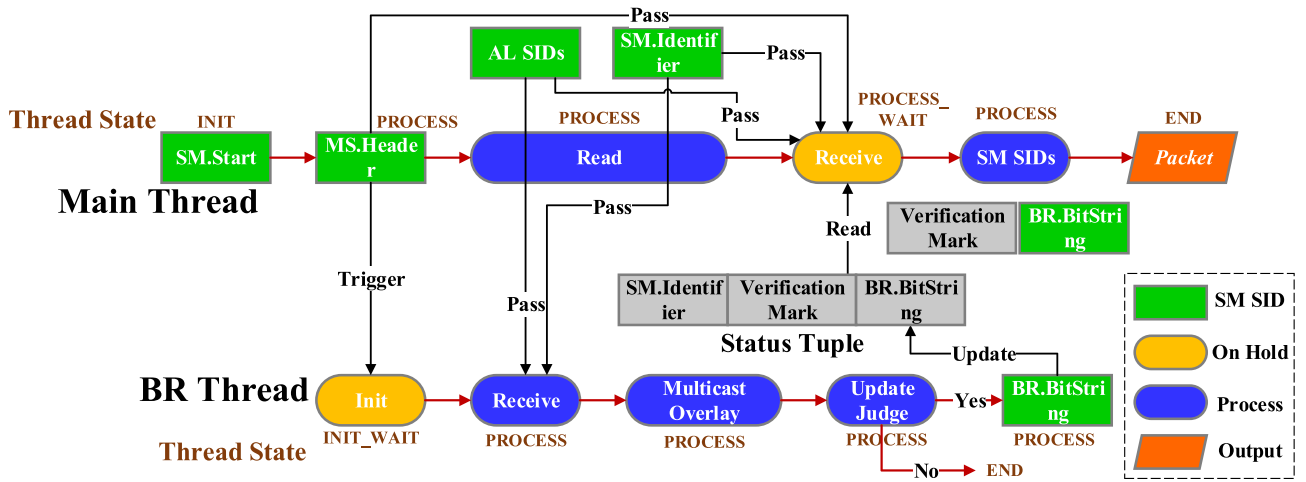 Pass
AL SIDs
SM.Identif
ier
Pass
Thread State
INIT
PROCESS
PROCESS
Pass
PROCESS_
WAIT
PROCESS
END
SM.Start
MS.Heade
r
Read
Receive
SM SIDs
Packet
Main Thread
Pass
Read
Verification
Mark
BR.BitStri
ng
Trigger
Pass
SM.Identif
ier
Verification
Mark
BR.BitStri
ng
Status Tuple
Update
SM SID
On Hold
Process
Output
BR Thread
Init
Receive
Multicast
Overlay
Update
Judge
Yes
BR.BitStri
ng
Thread State
INIT_WAIT
PROCESS
PROCESS
PROCESS
PROCESS
No
END